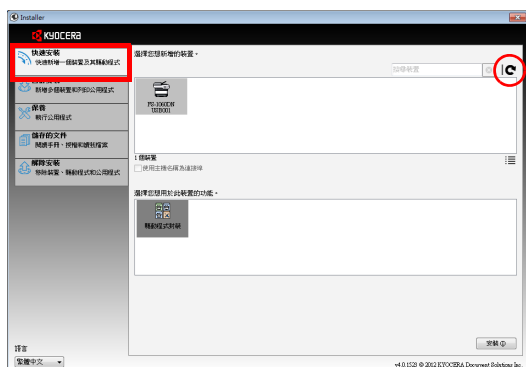 Installer
KYOCERA
快速安裝
快速新增一個裝置及其驅動程式
新增多個裝置和列印公用程式
保養
執行公用程式
儲存的文件
閱讀手冊、授權和讀我檔案
解除安裝
移除裝置、驅動程式和公用程式
選擇您想新增的裝置。
搜尋裝置
FS-1060DN
USB001
1 個裝置
使用主機名稱為連接埠
選擇您想用於此裝置的功能。
驅動程式封裝
語言
繁體中文
安裝(I)
v4.0.1523 © 2012 KYOCERA Document Solutions Inc.